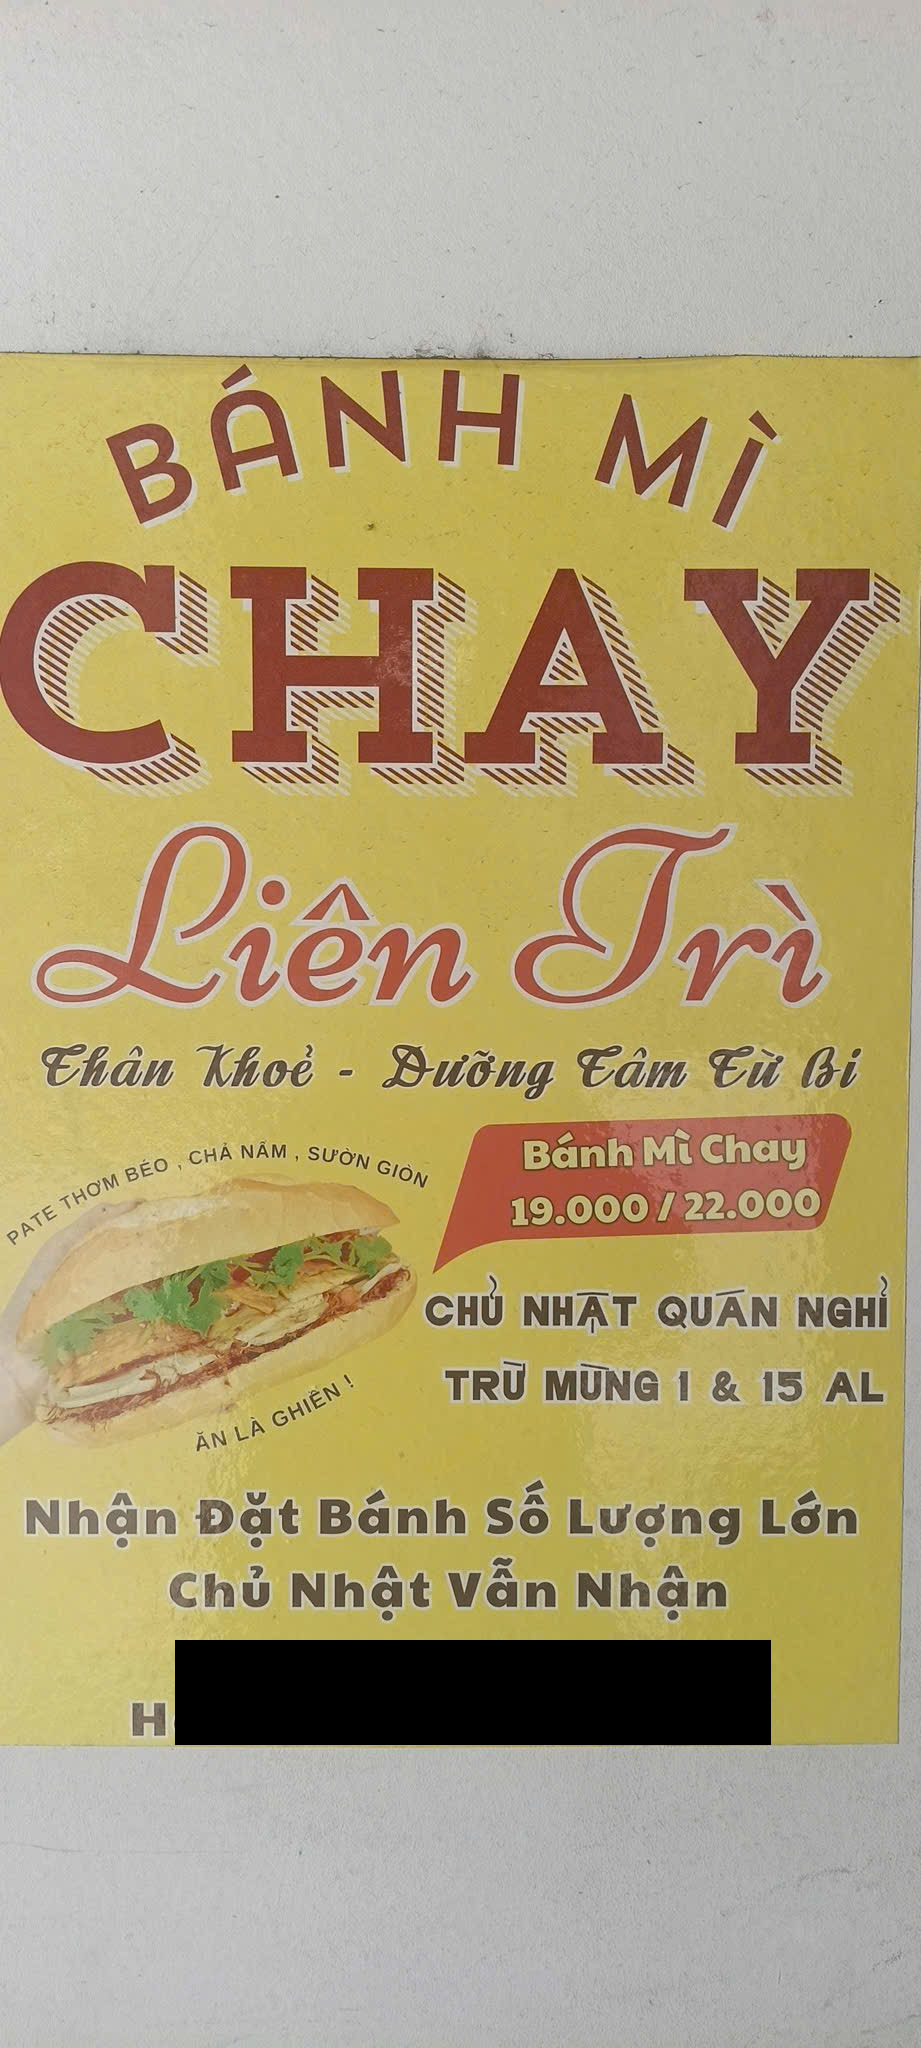 BÁNH MÌ
CHAY
Liên Trì
Thân Khoẻ - Dưỡng Tâm Từ Bi
PATE THƠM BÉO , CHẢ NẤM , SƯỜN GIÒN
Bánh Mì Chay
19.000 / 22.000
CHỦ NHẬT QUÁN NGHỈ
TRỪ MÙNG 1 & 15 AL
ĂN LÀ GHIỀN !
Nhận Đặt Bánh Số Lượng Lớn
Chủ Nhật Vẫn Nhận